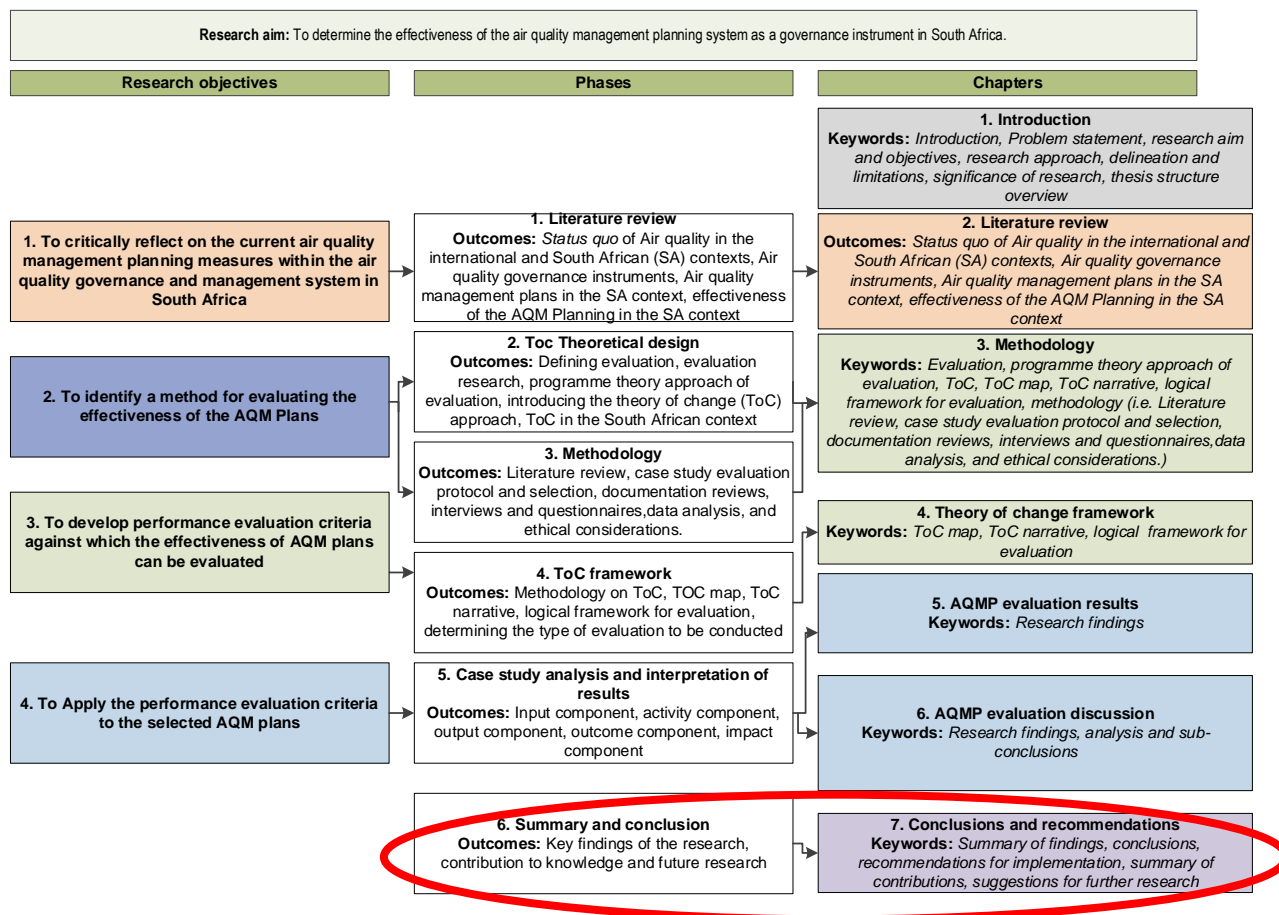 Research aim: To determine the effectiveness of the air quality management planning system as a governance instrument in South Africa.
Research objectives
Phases
Chapters
1. Introduction
Keywords: Introduction, Problem statement, research aim
and objectives, research approach, delineation and
limitations, significance of research, thesis structure
overview
1. To critically reflect on the current air quality
management planning measures within the air
quality governance and management system in
South Africa
1. Literature review
Outcomes: Status quo of Air quality in the
international and South African (SA) contexts, Air
quality governance instruments, Air quality
management plans in the SA context, effectiveness
of the AQM Planning in the SA context
2. Literature review
Outcomes: Status quo of Air quality in the international and
South African (SA) contexts, Air quality governance
instruments, Air quality management plans in the SA
context, effectiveness of the AQM Planning in the SA
context
2. To identify a method for evaluating the
effectiveness of the AQM Plans
2. Toc Theoretical design
Outcomes: Defining evaluation, evaluation
research, programme theory approach of
evaluation, introducing the theory of change (ToC)
approach, ToC in the South African context
3. Methodology
Keywords: Evaluation, programme theory approach of
evaluation, ToC, ToC map, ToC narrative, logical
framework for evaluation, methodology (i.e. Literature
review, case study evaluation protocol and selection,
documentation reviews, interviews and questionnaires,data
analysis, and ethical considerations.)
3. Methodology
Outcomes: Literature review, case study evaluation
protocol and selection, documentation reviews,
interviews and questionnaires,data analysis, and
ethical considerations.
3. To develop performance evaluation criteria
against which the effectiveness of AQM plans
can be evaluated
4. ToC framework
Outcomes: Methodology on ToC, TOC map, ToC
narrative, logical framework for evaluation,
determining the type of evaluation to be conducted
4. Theory of change framework
Keywords: ToC map, ToC narrative, logical framework for
evaluation
5. AQMP evaluation results
Keywords: Research findings
4. To Apply the performance evaluation criteria
to the selected AQM plans
5. Case study analysis and interpretation of
results
Outcomes: Input component, activity component,
output component, outcome component, impact
component
6. AQMP evaluation discussion
Keywords: Research findings, analysis and sub-
conclusions
6. Summary and conclusion
Outcomes: Key findings of the research,
contribution to knowledge and future research
7. Conclusions and recommendations
Keywords: Summary of findings, conclusions,
recommendations for implementation, summary of
contributions, suggestions for further research